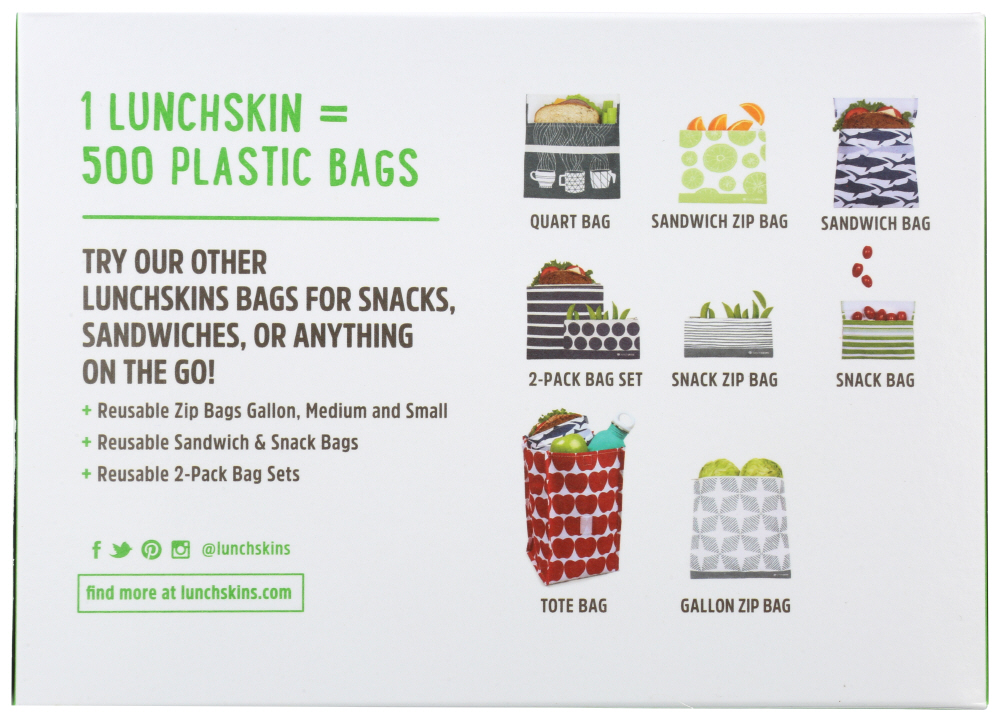 1 LUNCHSKIN =
500 PLASTIC BAGS
TRY OUR OTHER
LUNCHSKINS BAGS FOR SNACKS,
SANDWICHES, OR ANYTHING
ON THE GO!
+ Reusable Zip Bags Gallon, Medium and Small
+ Reusable Sandwich & Snack Bags
+ Reusable 2-Pack Bag Sets
@lunchskins
find more at lunchskins.com
QUART BAG
SANDWICH ZIP BAG
SANDWICH BAG
2-PACK BAG SET
SNACK ZIP BAG
SNACK BAG
TOTE BAG
GALLON ZIP BAG